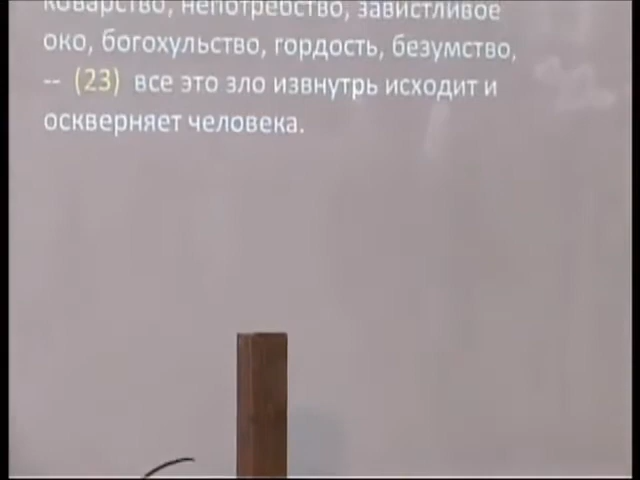 коварство, непотребство, завистливое
око, богохульство, гордость, безумство,
-- (23) все это зло извнутрь исходит и
оскверняет человека.